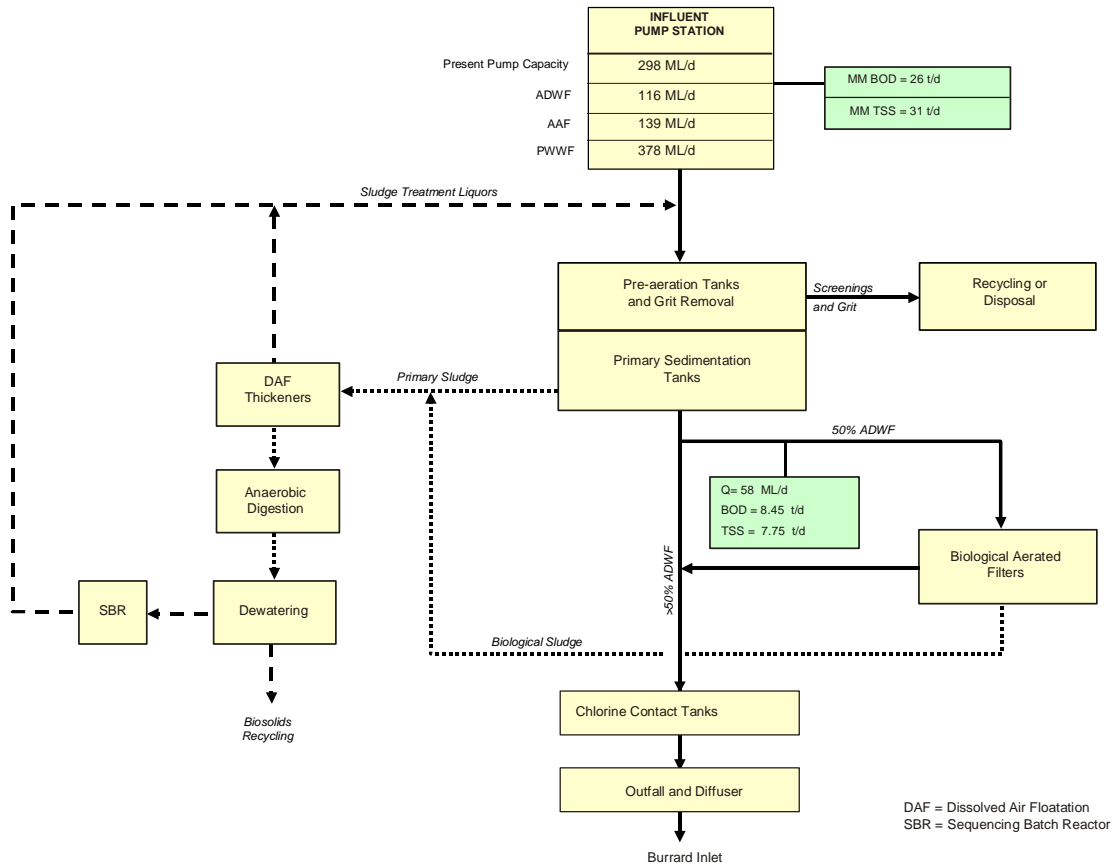 INFLUENT
PUMP STATION
Present Pump Capacity
298 ML/d
ADWF
116 ML/d
AAF
139 ML/d
PWWF
378 ML/d
MM BOD = 26 t/d
MM TSS = 31 t/d
Sludge Treatment Liquors
Pre-aeration Tanks
and Grit Removal
Screenings
and Grit
Recycling or
Disposal
Primary Sedimentation
Tanks
Primary Sludge
DAF
Thickeners
50% ADWF
Anaerobic
Digestion
Q= 58 ML/d
BOD = 8.45 t/d
TSS = 7.75 t/d
Biological Aerated
Filters
>50% ADWF
SBR
Dewatering
Biological Sludge
Biosolids
Recycling
Chlorine Contact Tanks
Outfall and Diffuser
DAF = Dissolved Air Floatation
SBR = Sequencing Batch Reactor
Burrard Inlet